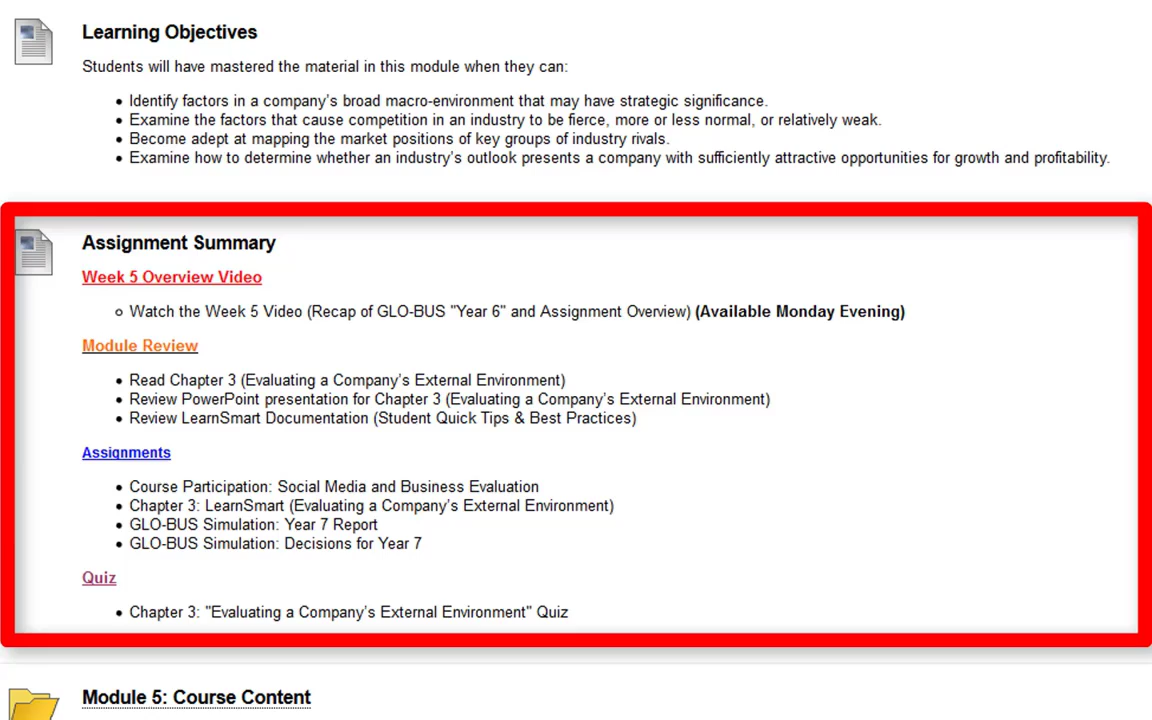 Learning Objectives
Students will have mastered the material in this module when they can:
• Identify factors in a company's broad macro-environment that may have strategic significance.
• Examine the factors that cause competition in an industry to be fierce, more or less normal, or relatively weak.
• Become adept at mapping the market positions of key groups of industry rivals.
• Examine how to determine whether an industry's outlook presents a company with sufficiently attractive opportunities for growth and profitability.
Assignment Summary
Week 5 Overview Video
o Watch the Week 5 Video (Recap of GLO-BUS "Year 6" and Assignment Overview) (Available Monday Evening)
Module Review
• Read Chapter 3 (Evaluating a Company's External Environment)
• Review PowerPoint presentation for Chapter 3 (Evaluating a Company's External Environment)
• Review LearnSmart Documentation (Student Quick Tips & Best Practices)
Assignments
• Course Participation: Social Media and Business Evaluation
• Chapter 3: LearnSmart (Evaluating a Company's External Environment)
• GLO-BUS Simulation: Year 7 Report
• GLO-BUS Simulation: Decisions for Year 7
Quiz
• Chapter 3: "Evaluating a Company's External Environment" Quiz
Module 5: Course Content